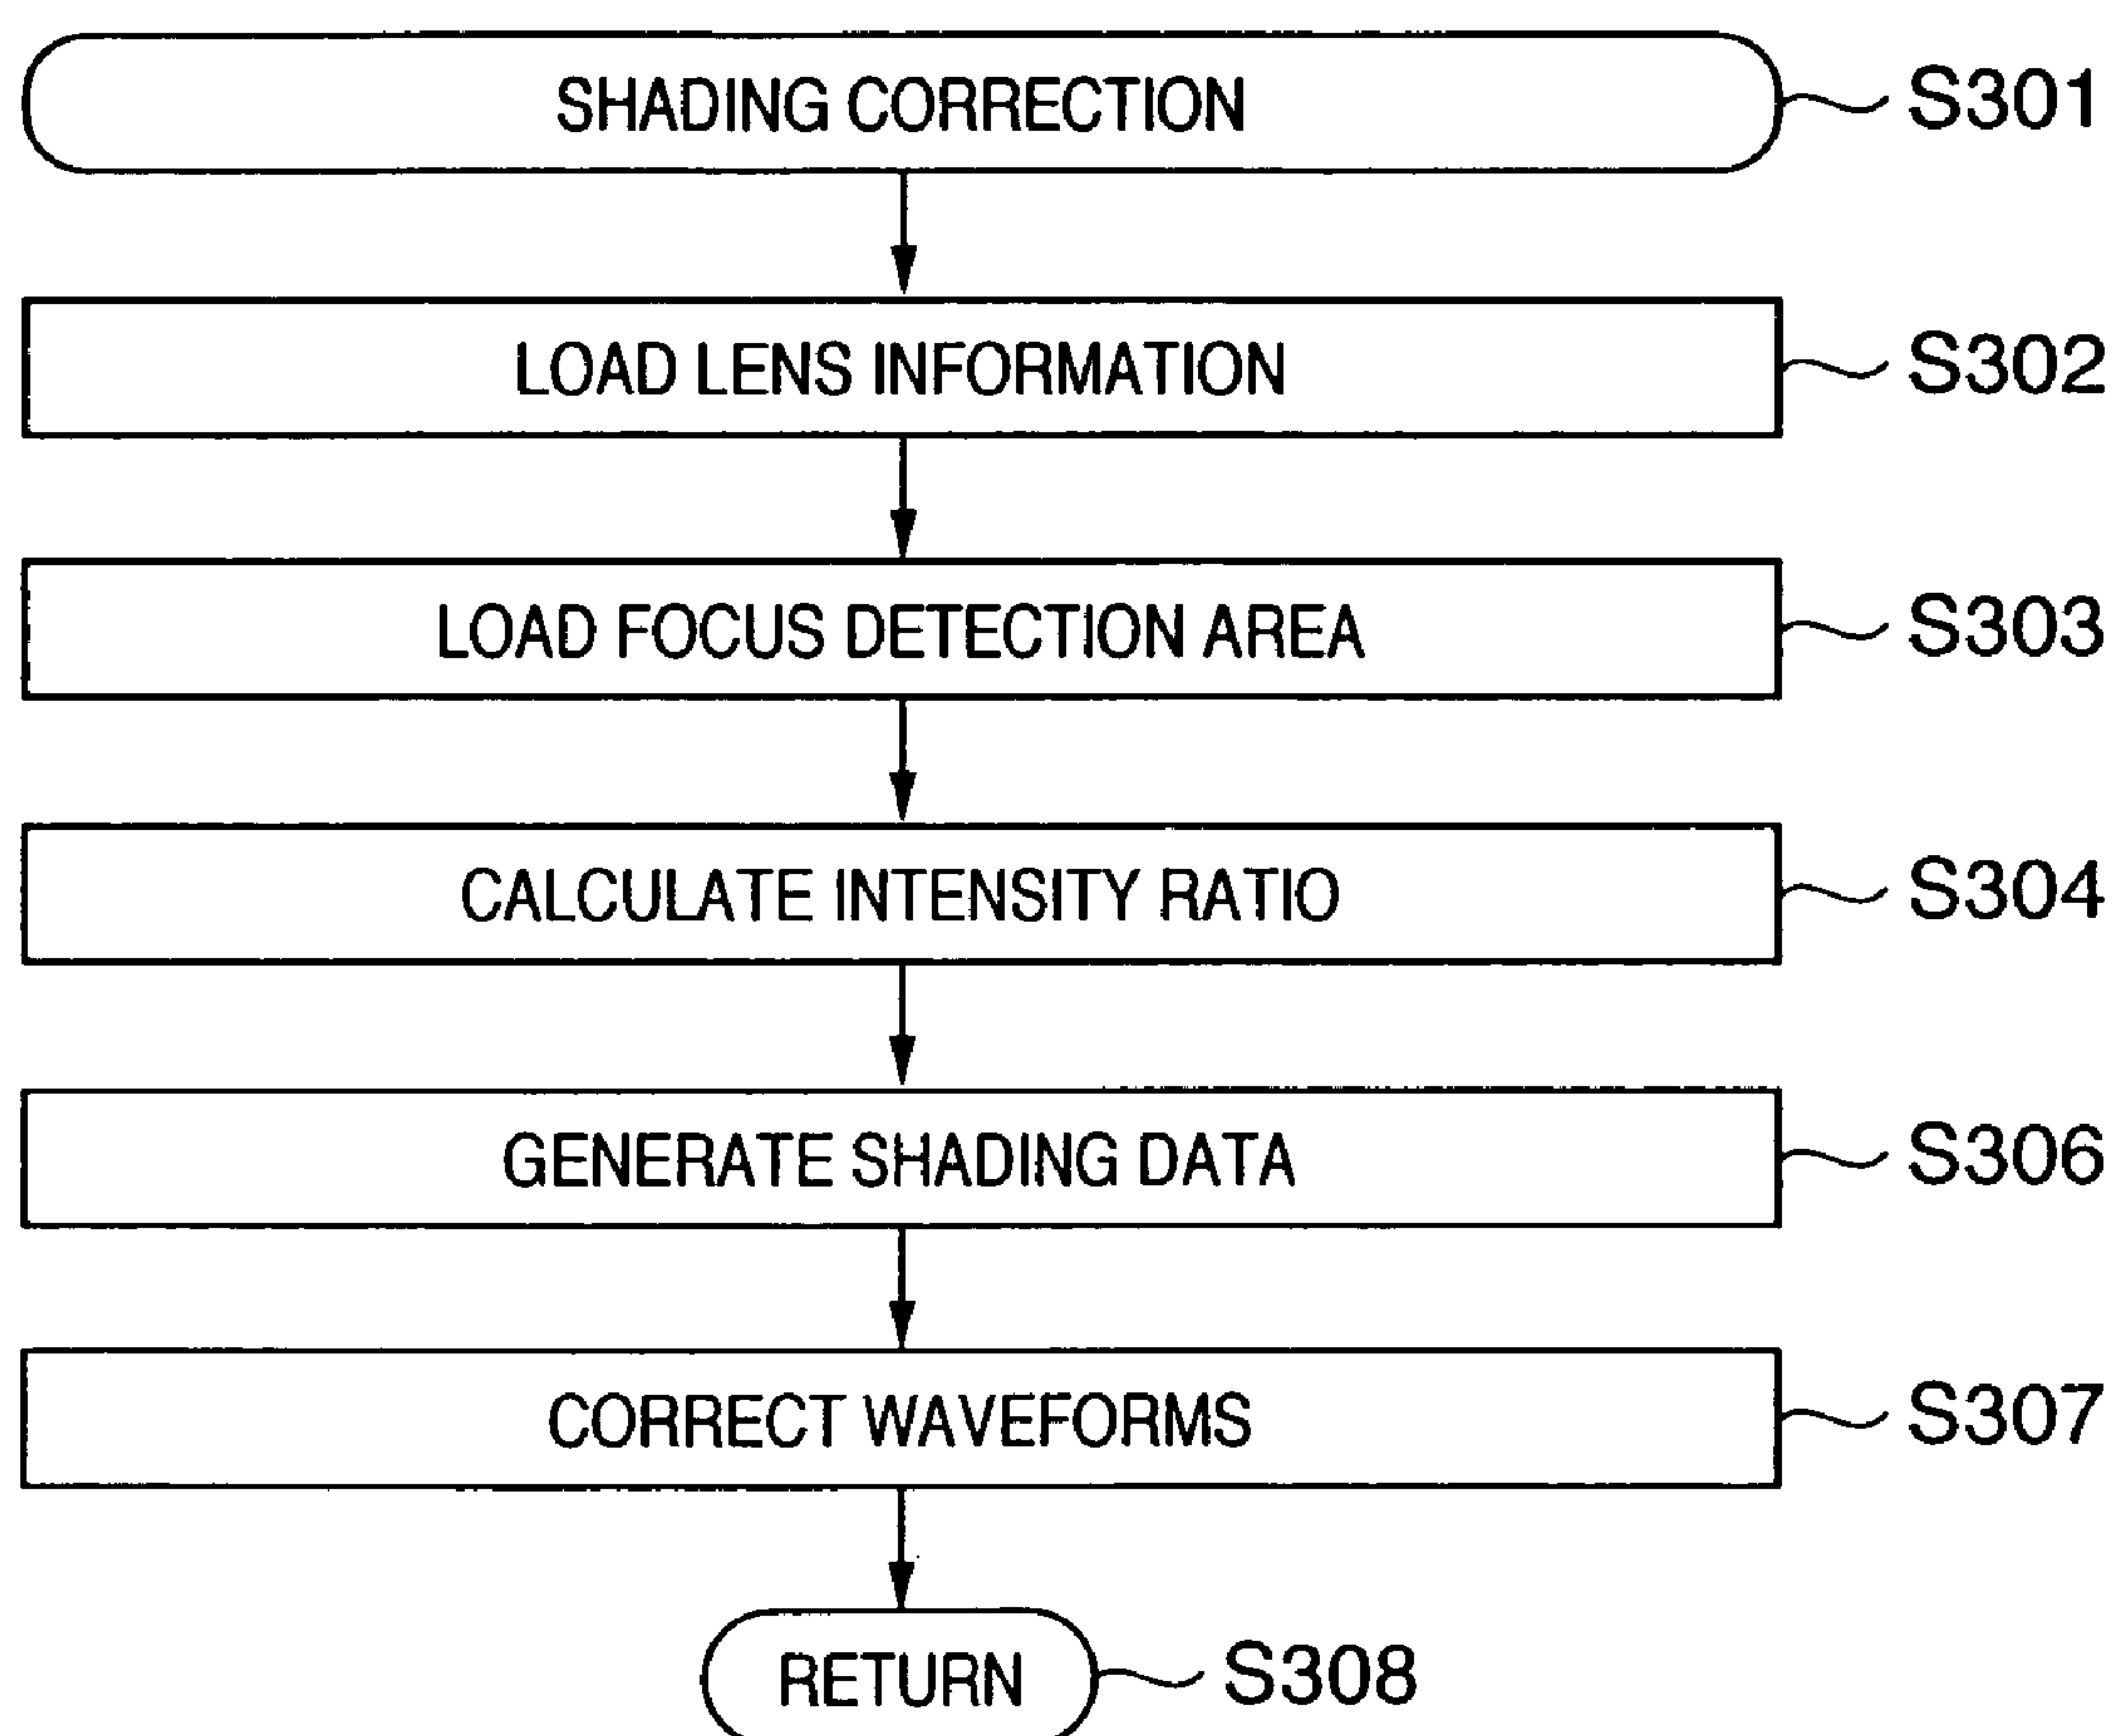 SHADING CORRECTION S301
LOAD LENS INFORMATION S302
LOAD FOCUS DETECTION AREA S303
CALCULATE INTENSITY RATIO S304
GENERATE SHADING DATA S306
CORRECT WAVEFORMS S307
RETURN S308